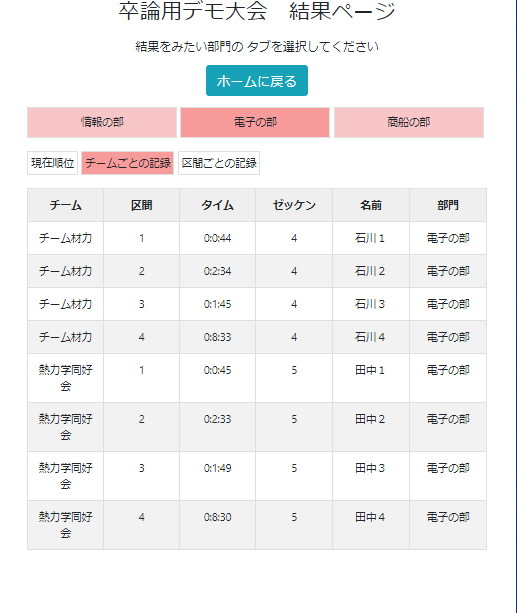 卒論用デモ大会　結果ページ
結果をみたい部門の タブを選択してください
ホームに戻る
情報の部 電子の部 商船の部
現在順位 チームごとの記録 区間ごとの記録
チーム 区間 タイム ゼッケン 名前 部門
チーム材力 1 0:0:44 4 石川１ 電子の部
チーム材力 2 0:2:34 4 石川２ 電子の部
チーム材力 3 0:1:45 4 石川３ 電子の部
チーム材力 4 0:8:33 4 石川４ 電子の部
熱力学同好会 1 0:0:45 5 田中１ 電子の部
熱力学同好会 2 0:2:33 5 田中２ 電子の部
熱力学同好会 3 0:1:49 5 田中３ 電子の部
熱力学同好会 4 0:8:30 5 田中４ 電子の部